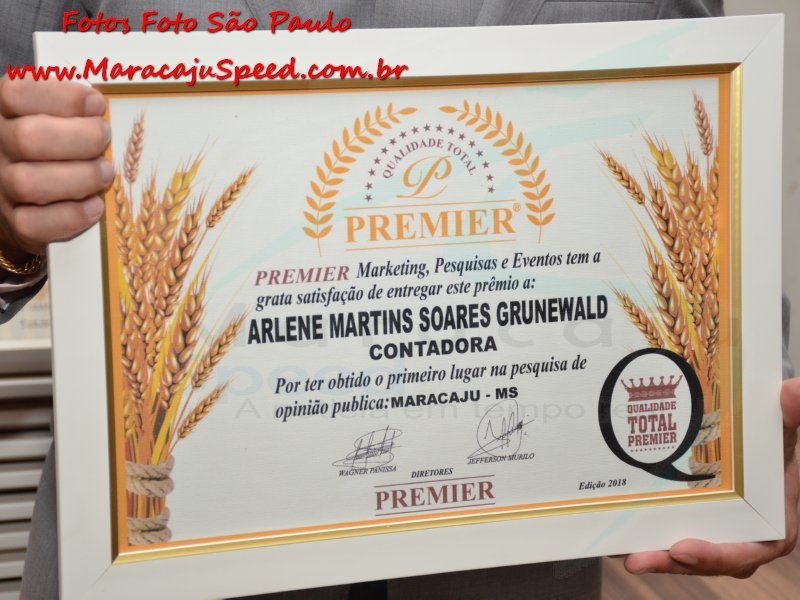 Fotos Foto São Paulo
www.MaracajuSpeed.com.br
QUALIDADE TOTAL
P
PREMIER®
PREMIER Marketing, Pesquisas e Eventos tem a
grata satisfação de entregar este prêmio a:
ARLENE MARTINS SOARES GRUNEWALD
CONTADORA
Por ter obtido o primeiro lugar na pesquisa de
opinião publica:MARACAJU - MS
QUALIDADE
TOTAL
PREMIER
WAGNER PANISSA
JEFFERSON MURILO
DIRETORES
PREMIER
Edição 2018